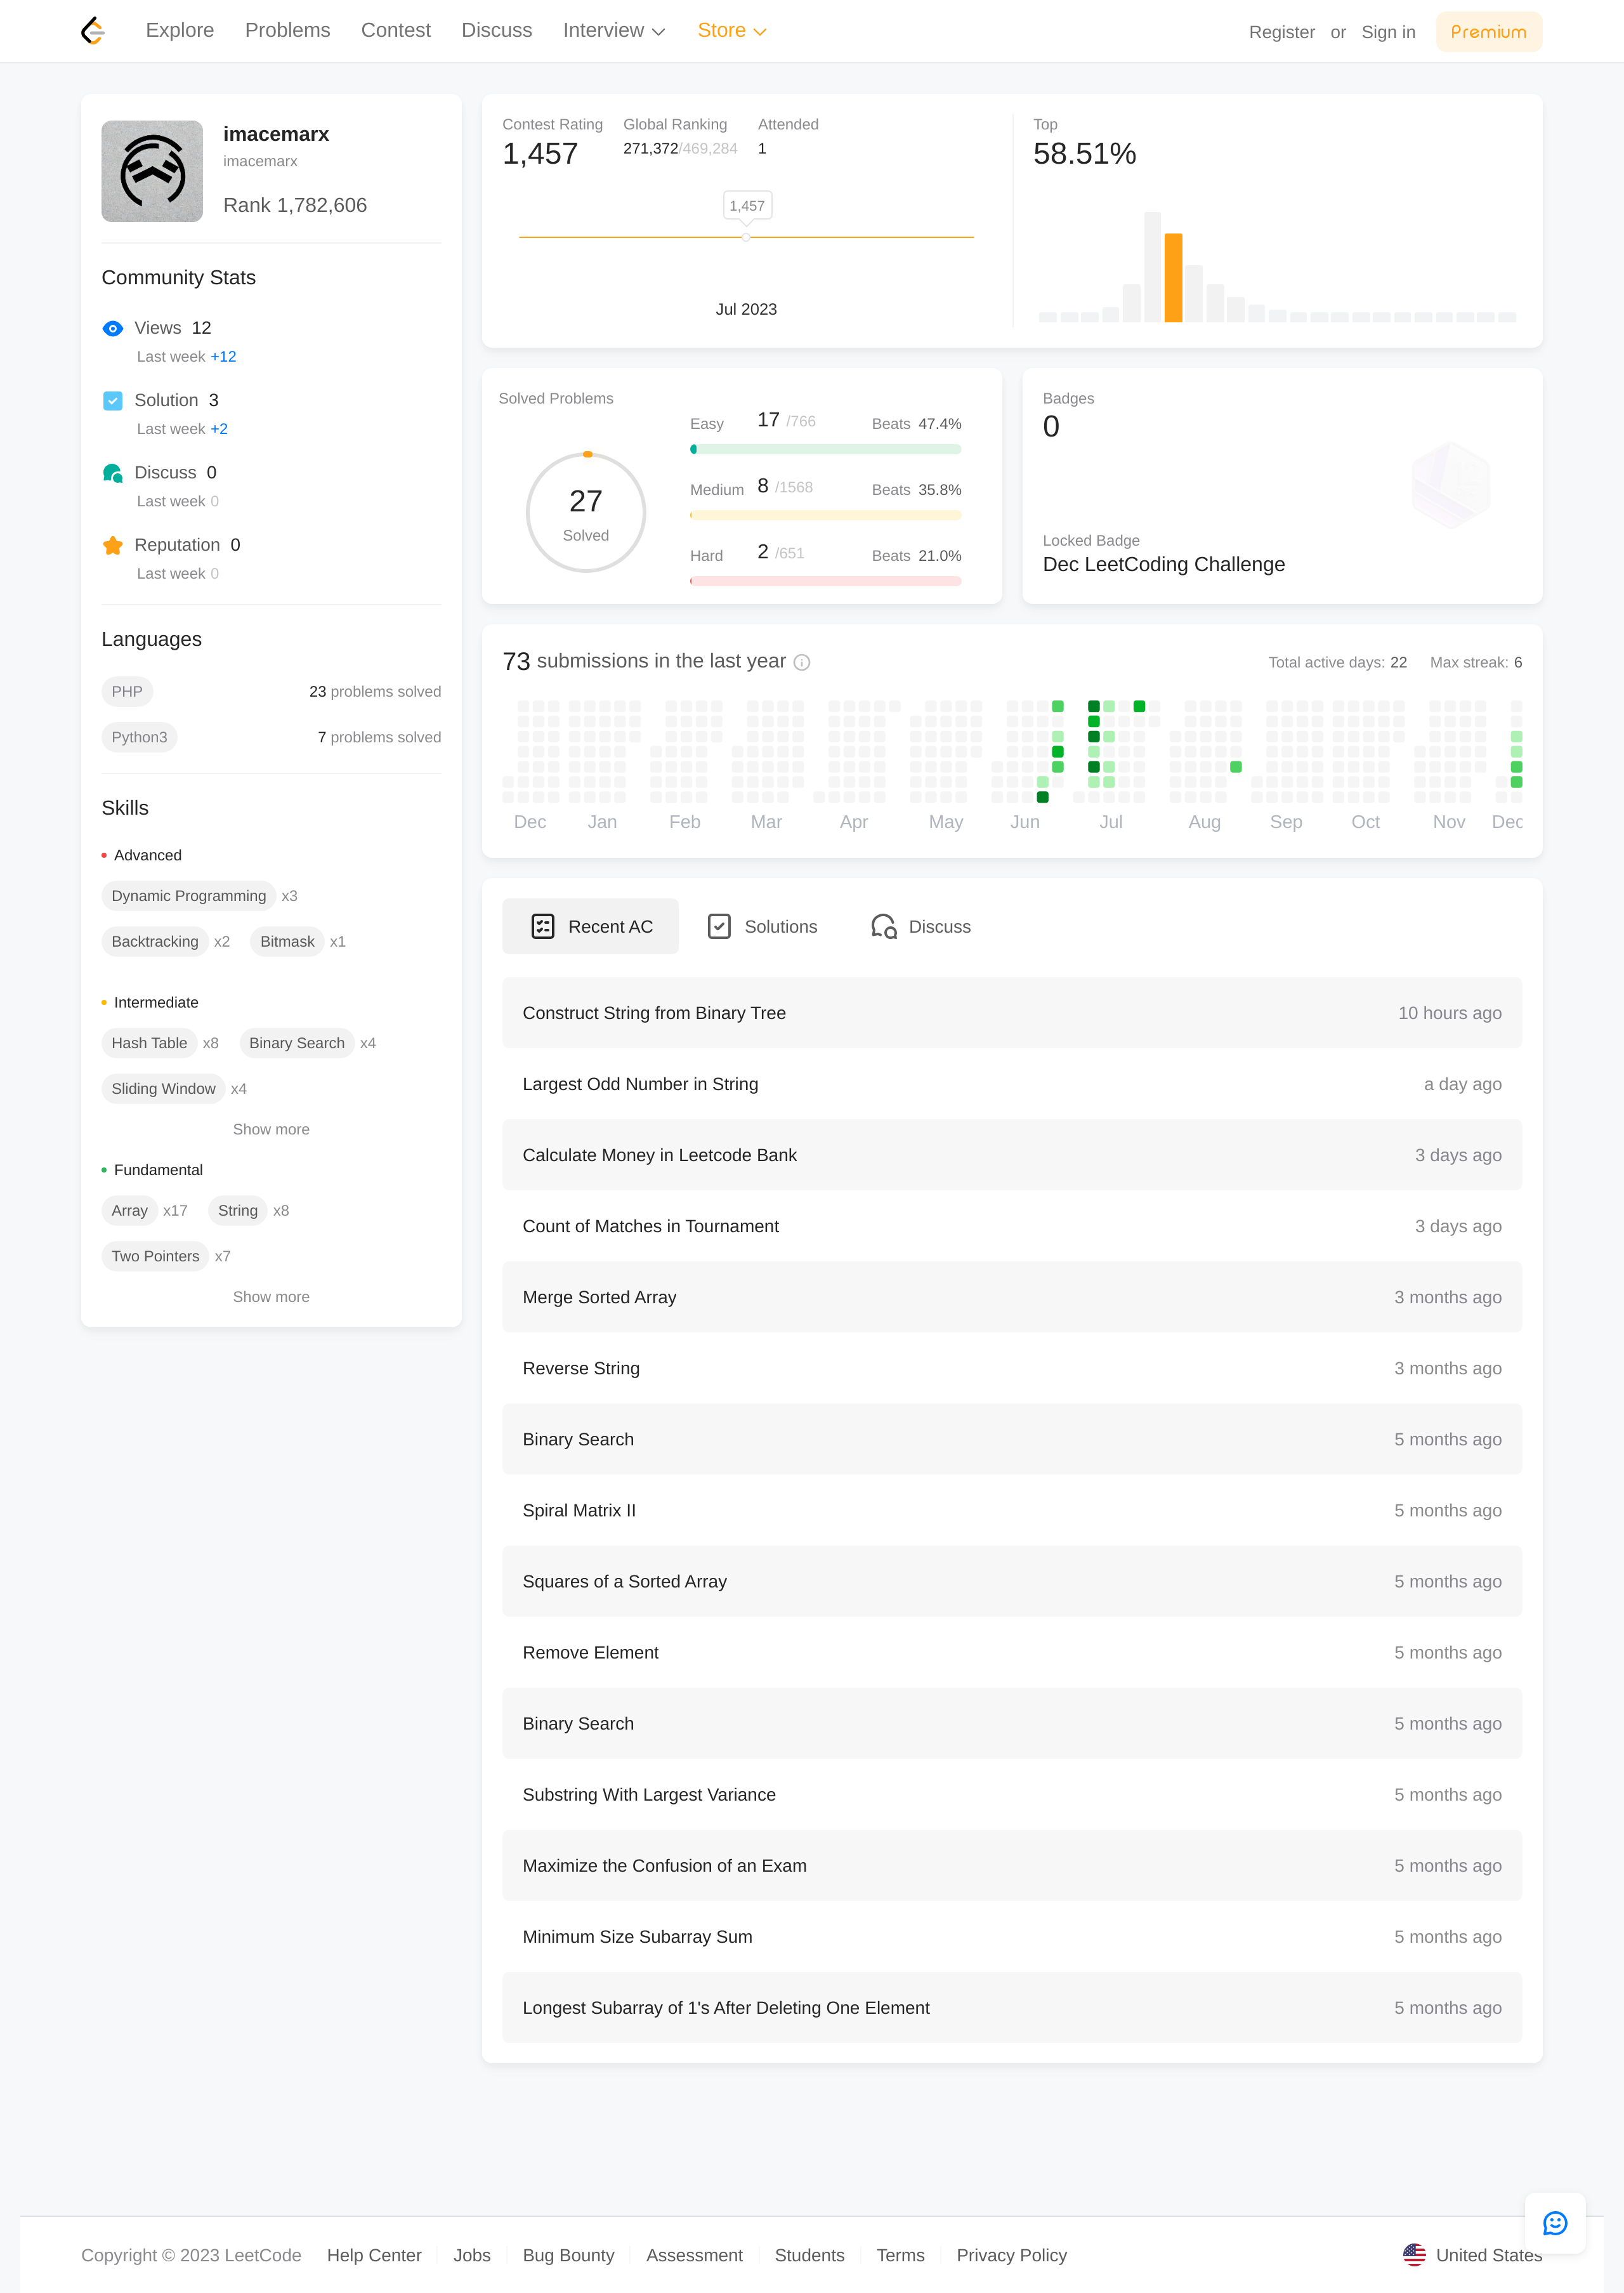 Explore Problems Contest Discuss Interview Store Register or Sign in Premium
imacemarx
imacemarx
Rank 1,782,606
Community Stats
Views 12
Last week +12
Solution 3
Last week +2
Discuss 0
Last week 0
Reputation 0
Last week 0
Languages
PHP 23 problems solved
Python3 7 problems solved
Skills
Advanced
Dynamic Programming x3
Backtracking x2 Bitmask x1
Intermediate
Hash Table x8 Binary Search x4
Sliding Window x4
Show more
Fundamental
Array x17 String x8
Two Pointers x7
Show more
Contest Rating Global Ranking Attended
1,457 271,372/469,284 1
1,457
Jul 2023
Top
58.51%
Solved Problems
27
Solved
Easy 17 /766 Beats 47.4%
Medium 8 /1568 Beats 35.8%
Hard 2 /651 Beats 21.0%
Badges
0
Locked Badge
Dec LeetCoding Challenge
73 submissions in the last year Total active days: 22 Max streak: 6
Dec Jan Feb Mar Apr May Jun Jul Aug Sep Oct Nov Dec
Recent AC Solutions Discuss
Construct String from Binary Tree 10 hours ago
Largest Odd Number in String a day ago
Calculate Money in Leetcode Bank 3 days ago
Count of Matches in Tournament 3 days ago
Merge Sorted Array 3 months ago
Reverse String 3 months ago
Binary Search 5 months ago
Spiral Matrix II 5 months ago
Squares of a Sorted Array 5 months ago
Remove Element 5 months ago
Binary Search 5 months ago
Substring With Largest Variance 5 months ago
Maximize the Confusion of an Exam 5 months ago
Minimum Size Subarray Sum 5 months ago
Longest Subarray of 1's After Deleting One Element 5 months ago
Copyright © 2023 LeetCode Help Center Jobs Bug Bounty Assessment Students Terms Privacy Policy United States